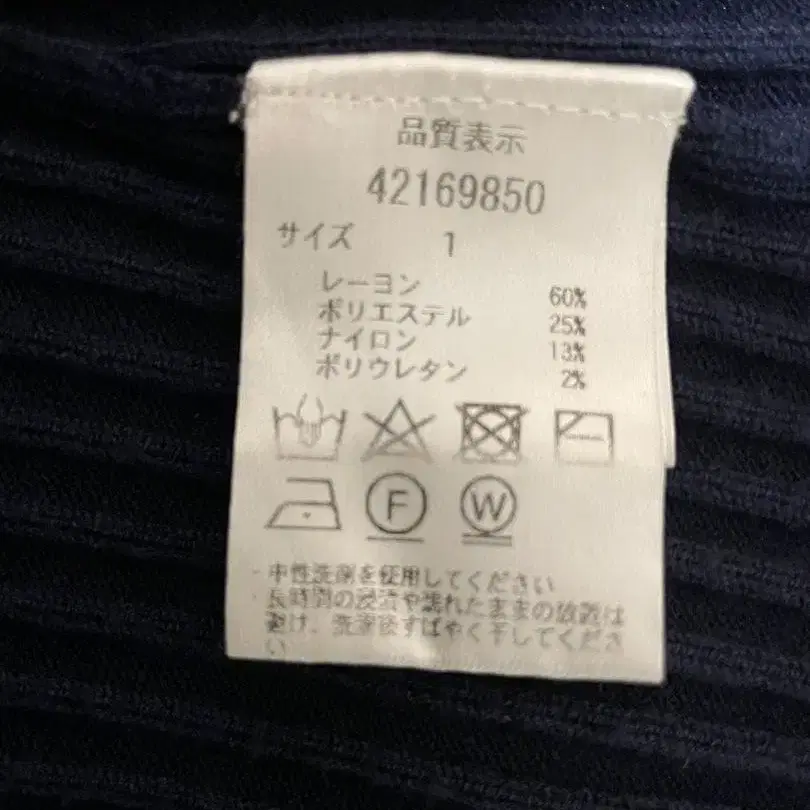 品質表示
42169850
サイズ 1
レーヨン 60%
ポリエステル 25%
ナイロン 13%
ポリウレタン 2%
F W
・中性洗剤を使用してください
・長時間の浸漬や濡れたままの放置は
避け、洗濯後すばやく干してくださ
い